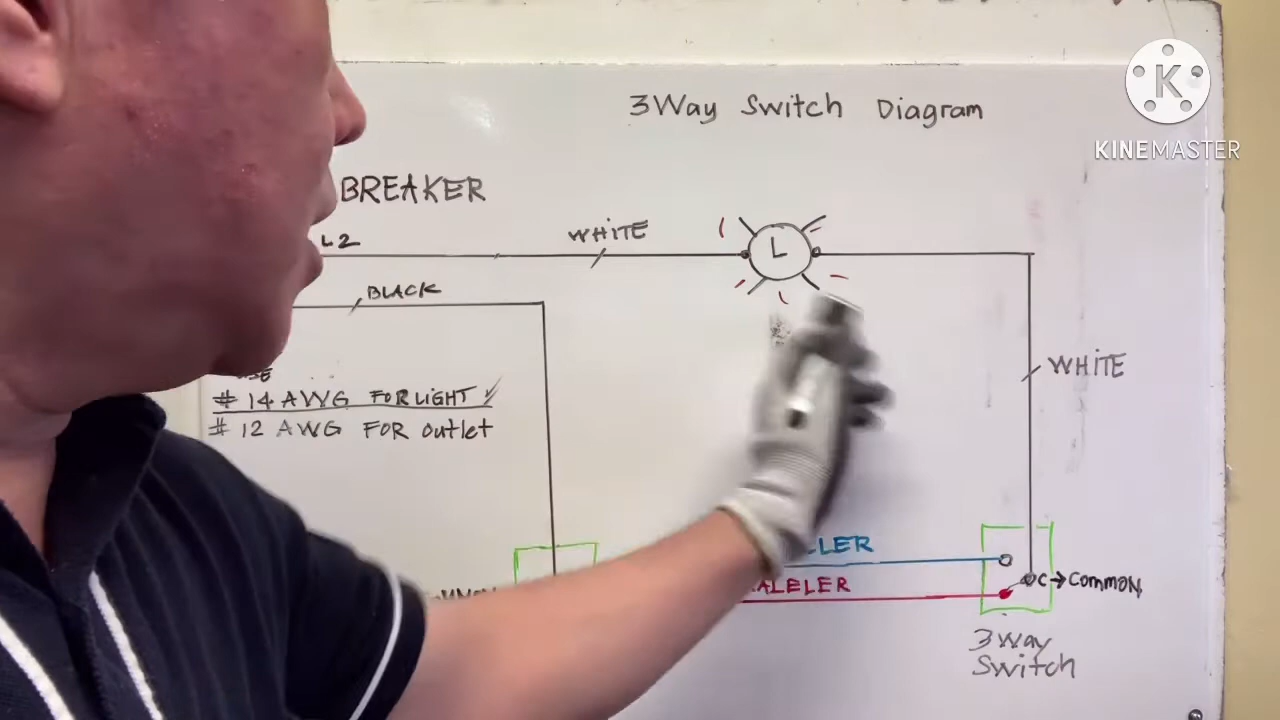 3Way Switch Diagram
K
KINEMASTER
BREAKER
L2
WHITE
L
BLACK
WHITE
# 14 AWG FOR LIGHT ✓
# 12 AWG FOR outlet
C→COMMON
3Way
Switch